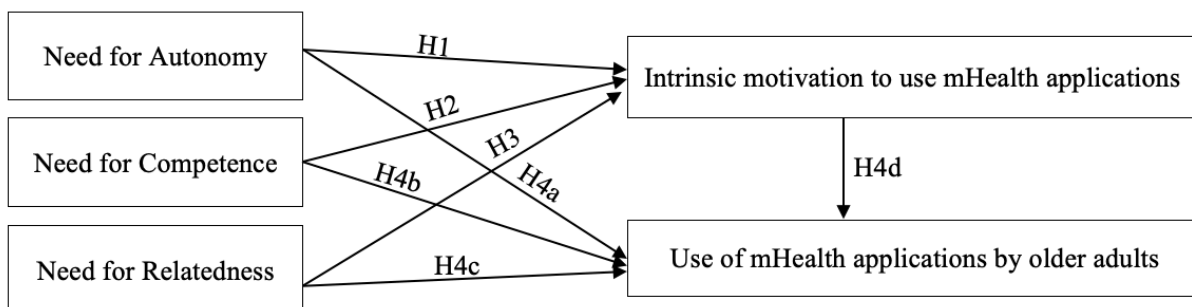 Need for Autonomy
H1
Intrinsic motivation to use mHealth applications
H2
Need for Competence
H3
H4b
H4a
H4d
Need for Relatedness
H4c
Use of mHealth applications by older adults